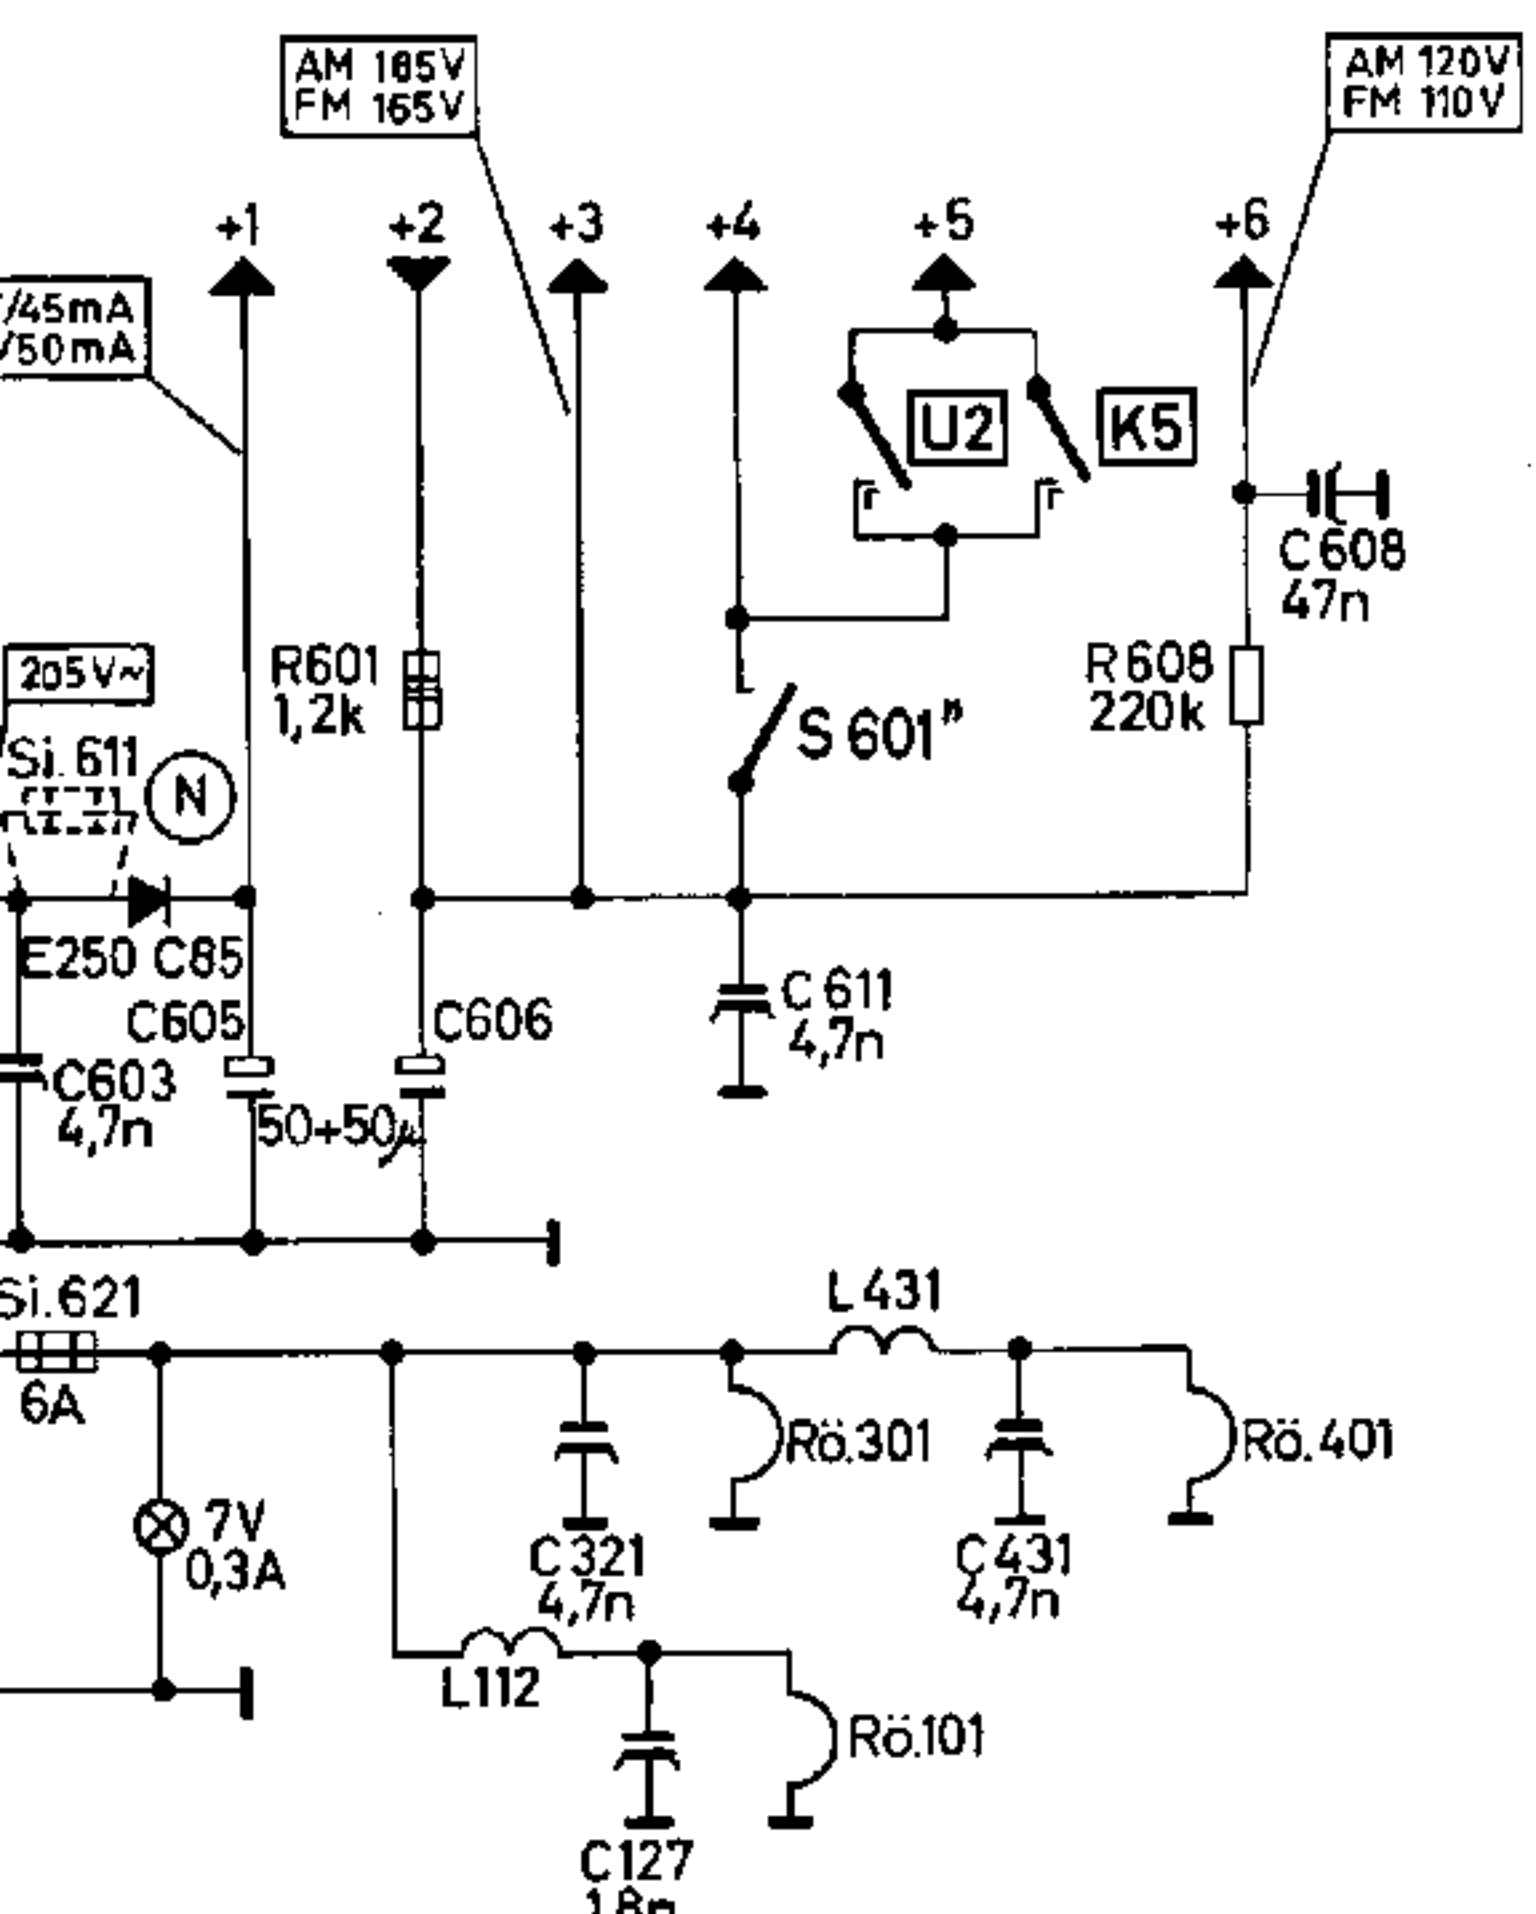 AM 185V
FM 165V
AM 120V
FM 110V
+1
+2
+3
+4
+5
+6
/45mA
/50mA
U2
K5
C608
47n
205V~
R601
1,2k
R608
220k
S601"
Si.611
N
E250 C85
C605
C606
C611
4,7n
C603
4,7n
50+50µ
Si.621
6A
L431
Rö.301
Rö.401
7V
0,3A
C321
4,7n
C431
4,7n
L112
Rö.101
C127